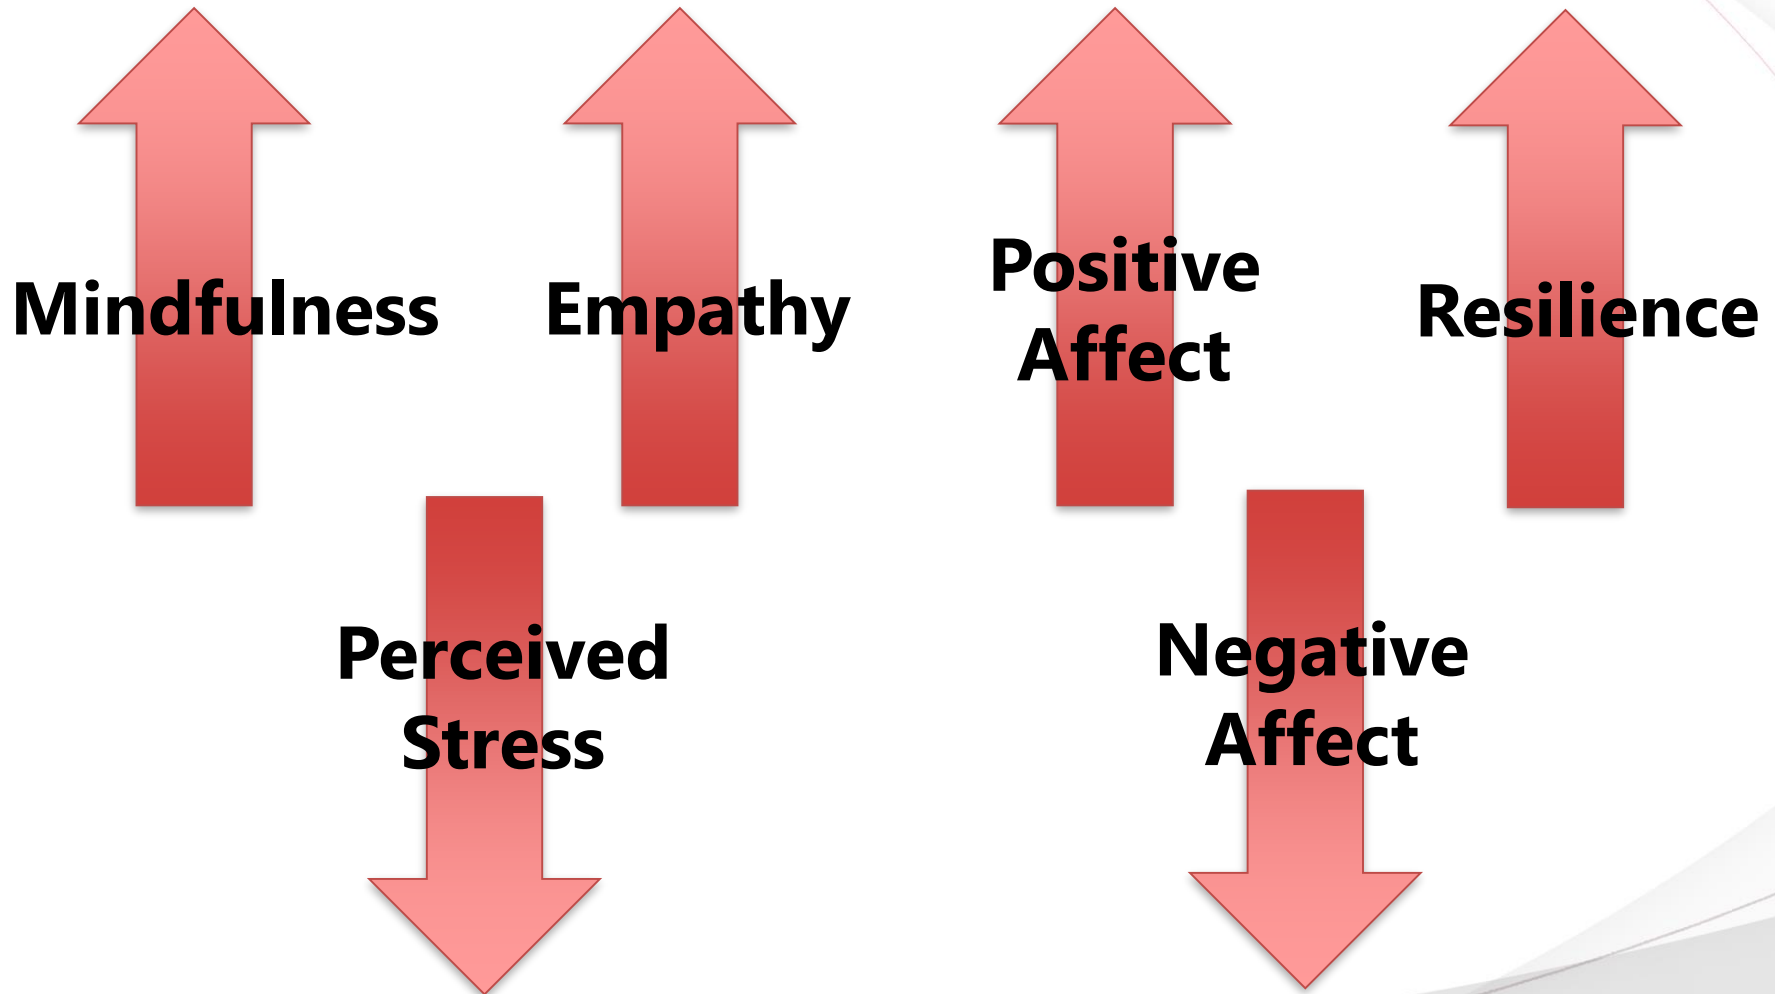 Mindfulness
Empathy
Positive
Affect
Resilience
Perceived
Stress
Negative
Affect